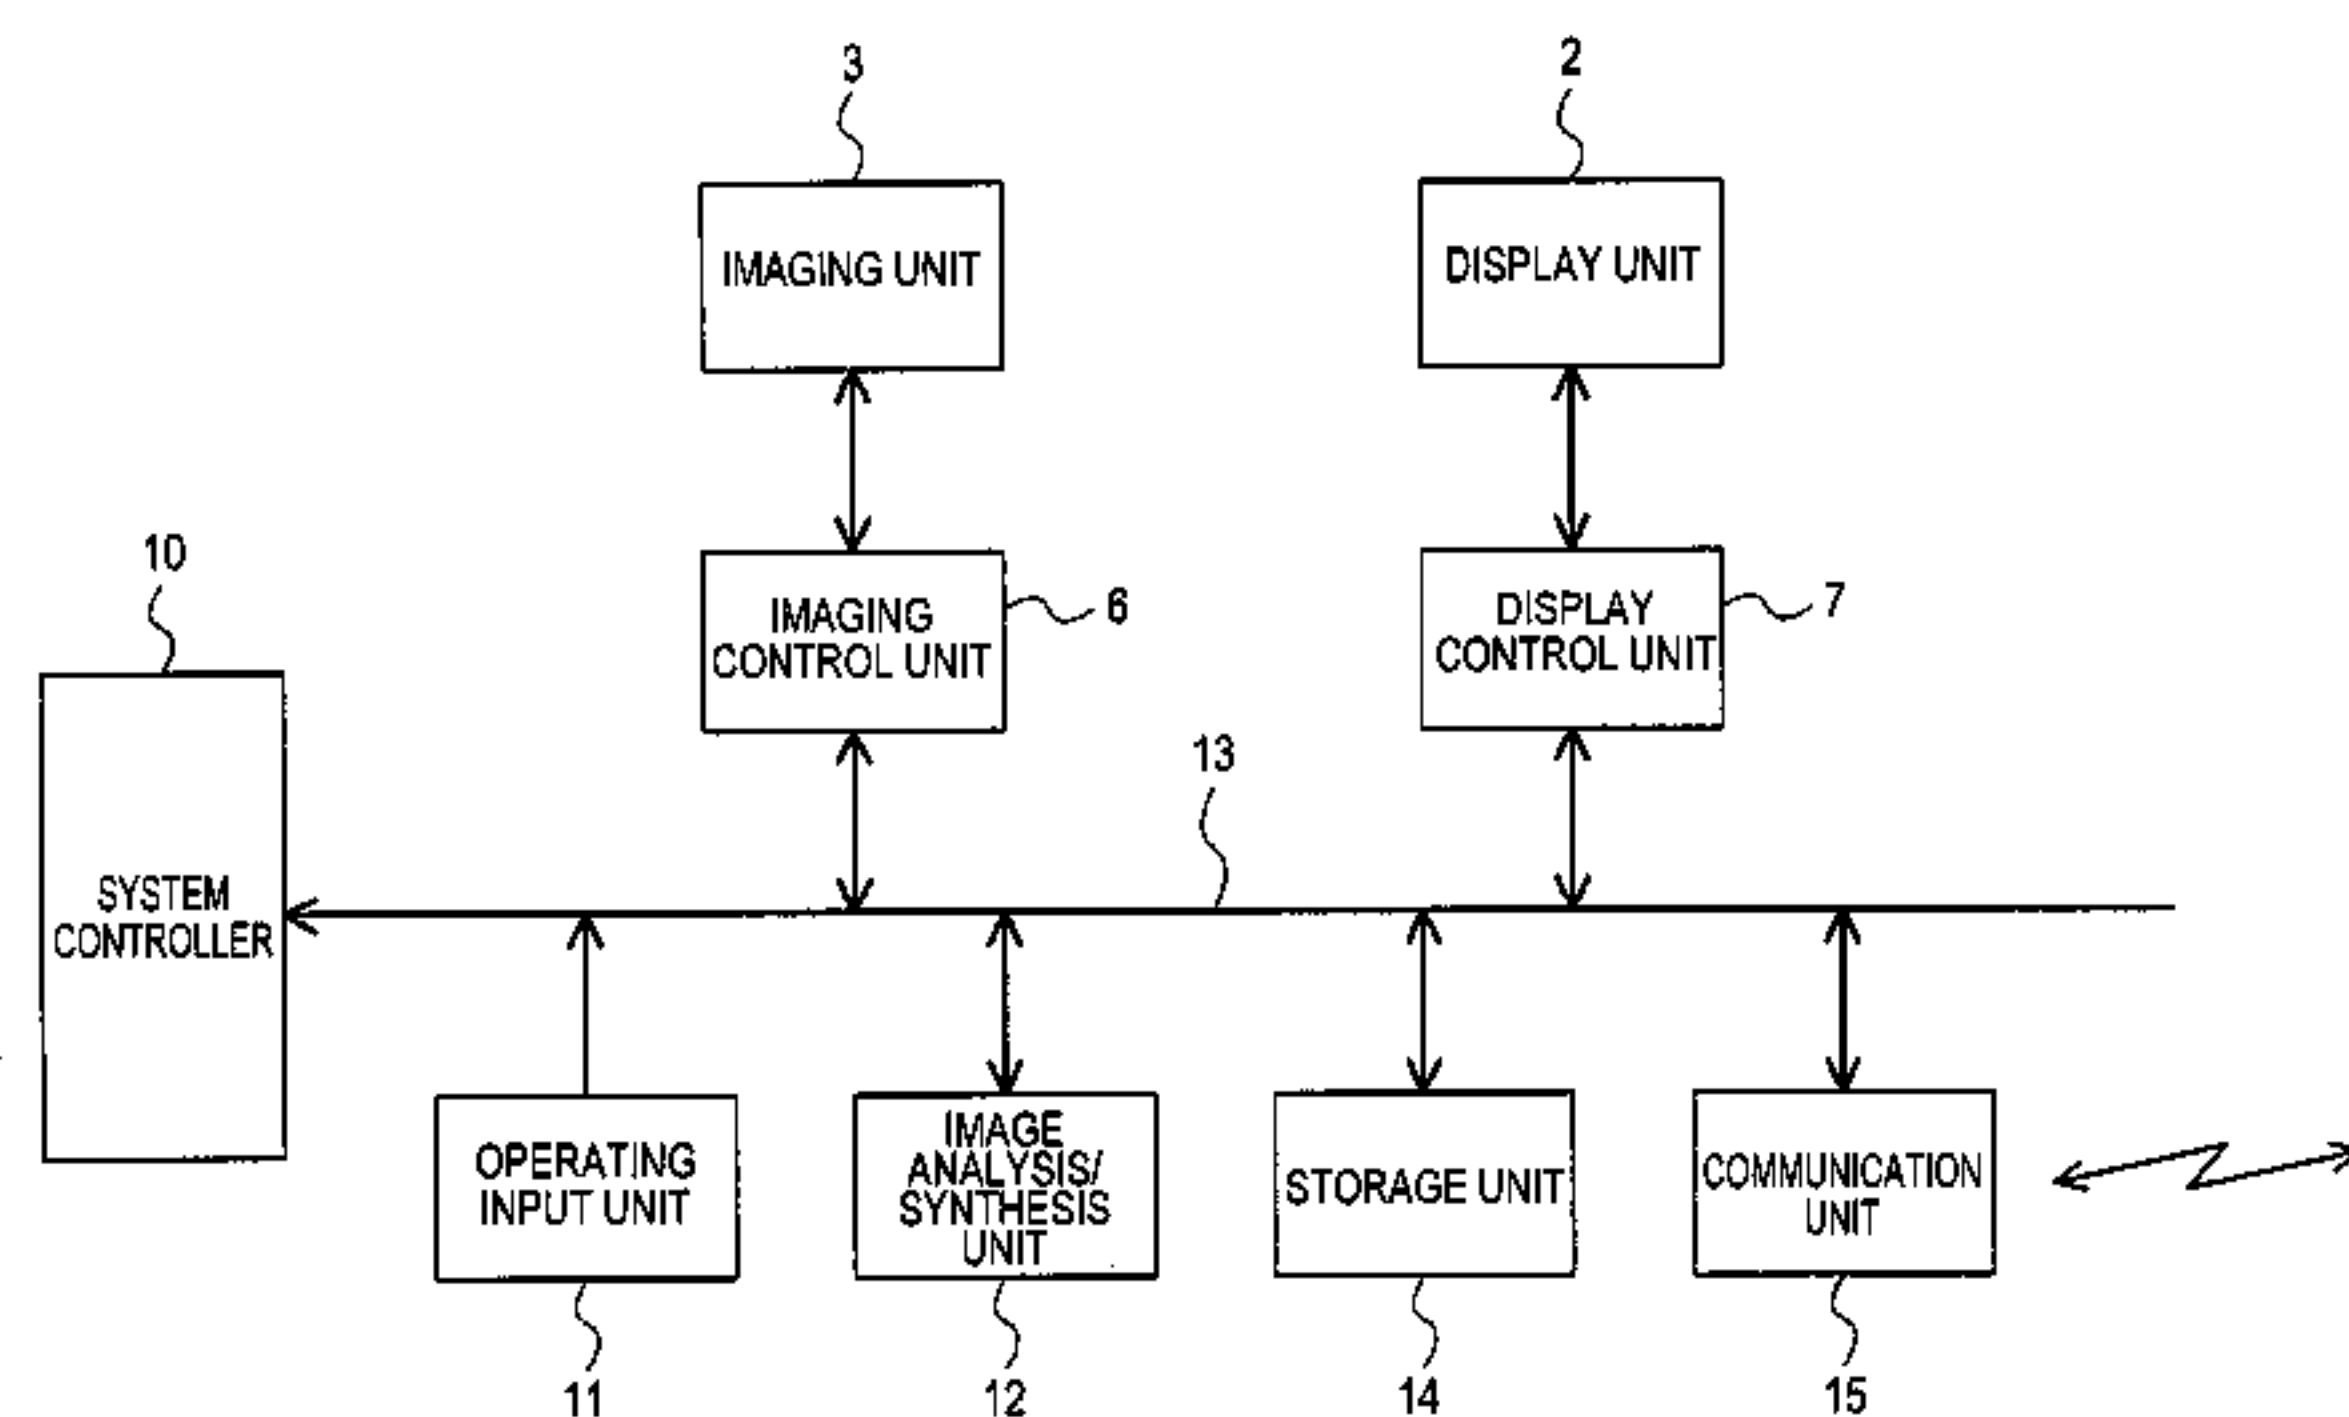 3
2
IMAGING UNIT
DISPLAY UNIT
10
IMAGING
CONTROL UNIT
6
DISPLAY
CONTROL UNIT
7
13
SYSTEM
CONTROLLER
OPERATING
INPUT UNIT
IMAGE
ANALYSIS/
SYNTHESIS
UNIT
STORAGE UNIT
COMMUNICATION
UNIT
11
12
14
15